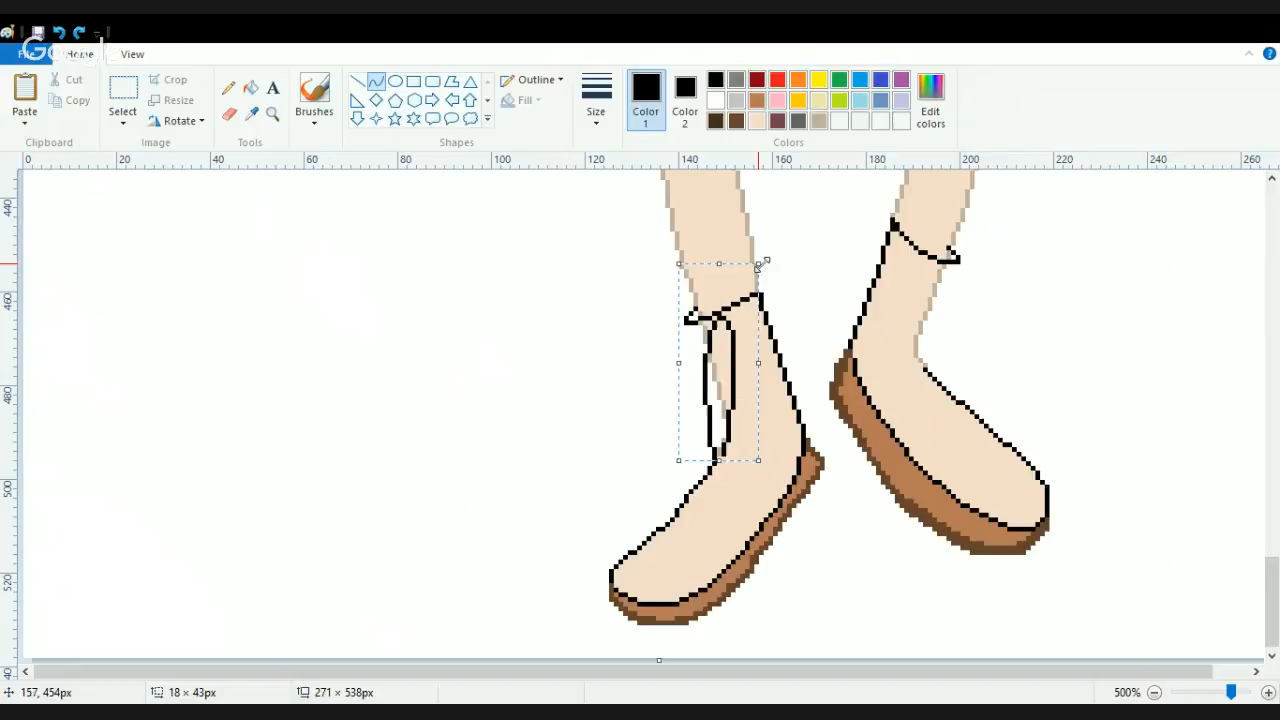 Google
File Home View
Cut
Copy
Paste
Clipboard
Crop
Resize
Rotate
Select
Image
A
Tools
Brushes
Shapes
Outline
Fill
Size
Color 1
Color 2
Edit colors
Colors
0 20 40 60 80 100 120 140 160 180 200 220 240 260
440
460
480
500
520
157, 454px 18 × 43px 271 × 538px 500%